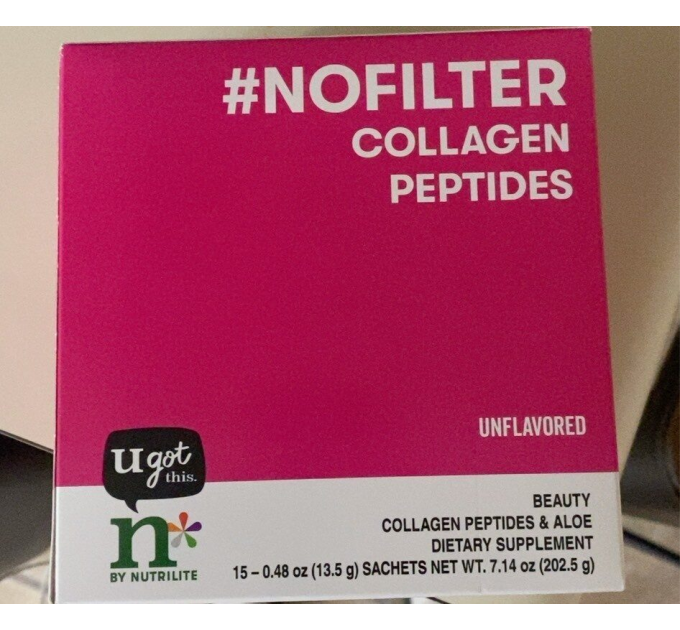 #NOFILTER
COLLAGEN
PEPTIDES
UNFLAVORED
u got
this.
n*
BY NUTRILITE
BEAUTY
COLLAGEN PEPTIDES & ALOE
DIETARY SUPPLEMENT
15 – 0.48 oz (13.5 g) SACHETS NET WT. 7.14 oz (202.5 g)